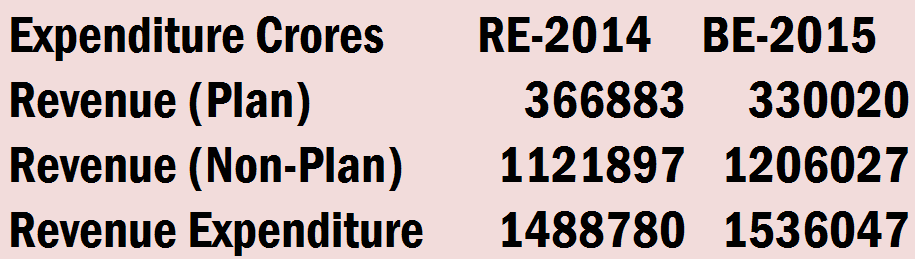 Expenditure Crores RE-2014 BE-2015
Revenue (Plan) 366883 330020
Revenue (Non-Plan) 1121897 1206027
Revenue Expenditure 1488780 1536047